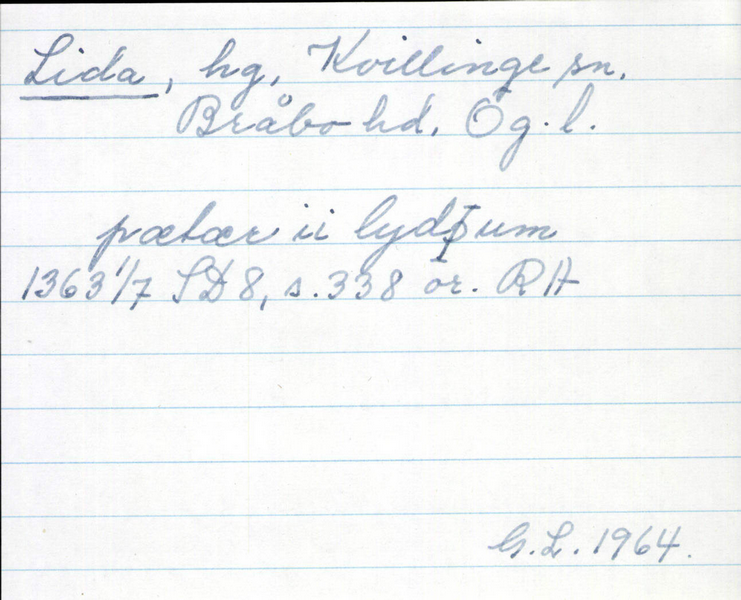 Lida, hg, Kvillinge sn,
Bråbo hd, Ög. l.
pætær ii lydþum
1363 1/7 SD 8, s. 338 or. RA
G. L. 1964.